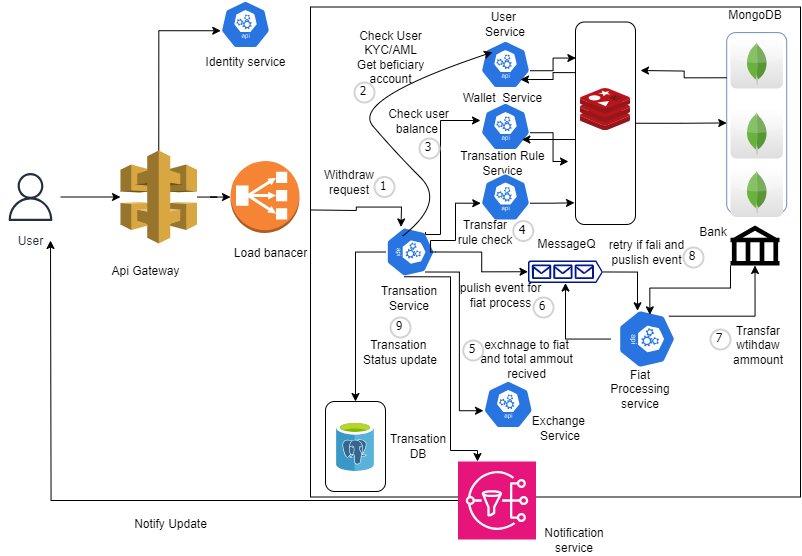 User
Service
MongoDB
Check User
KYC/AML
Get beficiary
account
2
api
Identity service
api
Wallet Service
Check user
balance
3
api
Transation Rule
Service
Withdraw
request
1
api
Transfar
rule check
4
User
Api Gateway
Load banacer
MessageQ
Bank
retry if fali and
puslish event
8
api
Transation
Service
pulish event for
fiat process
6
9
Transation
Status update
5
exchnage to fiat
and total ammout
recived
api
7
Transfar
wtihdaw
ammount
Fiat
Processing
service
api
Exchange
Service
Transation
DB
Notify Update
Notification
service